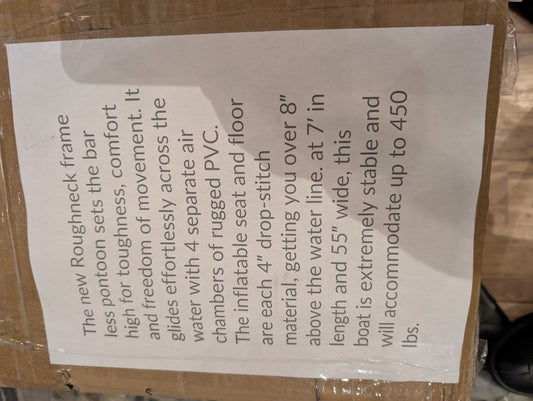 The new Roughneck frame
less pontoon sets the bar
high for toughness, comfort
and freedom of movement. It
glides effortlessly across the
water with 4 separate air
chambers of rugged PVC.
The inflatable seat and floor
are each 4" drop-stitch
material, getting you over 8"
above the water line. at 7' in
length and 55" wide, this
boat is extremely stable and
will accommodate up to 450
lbs.